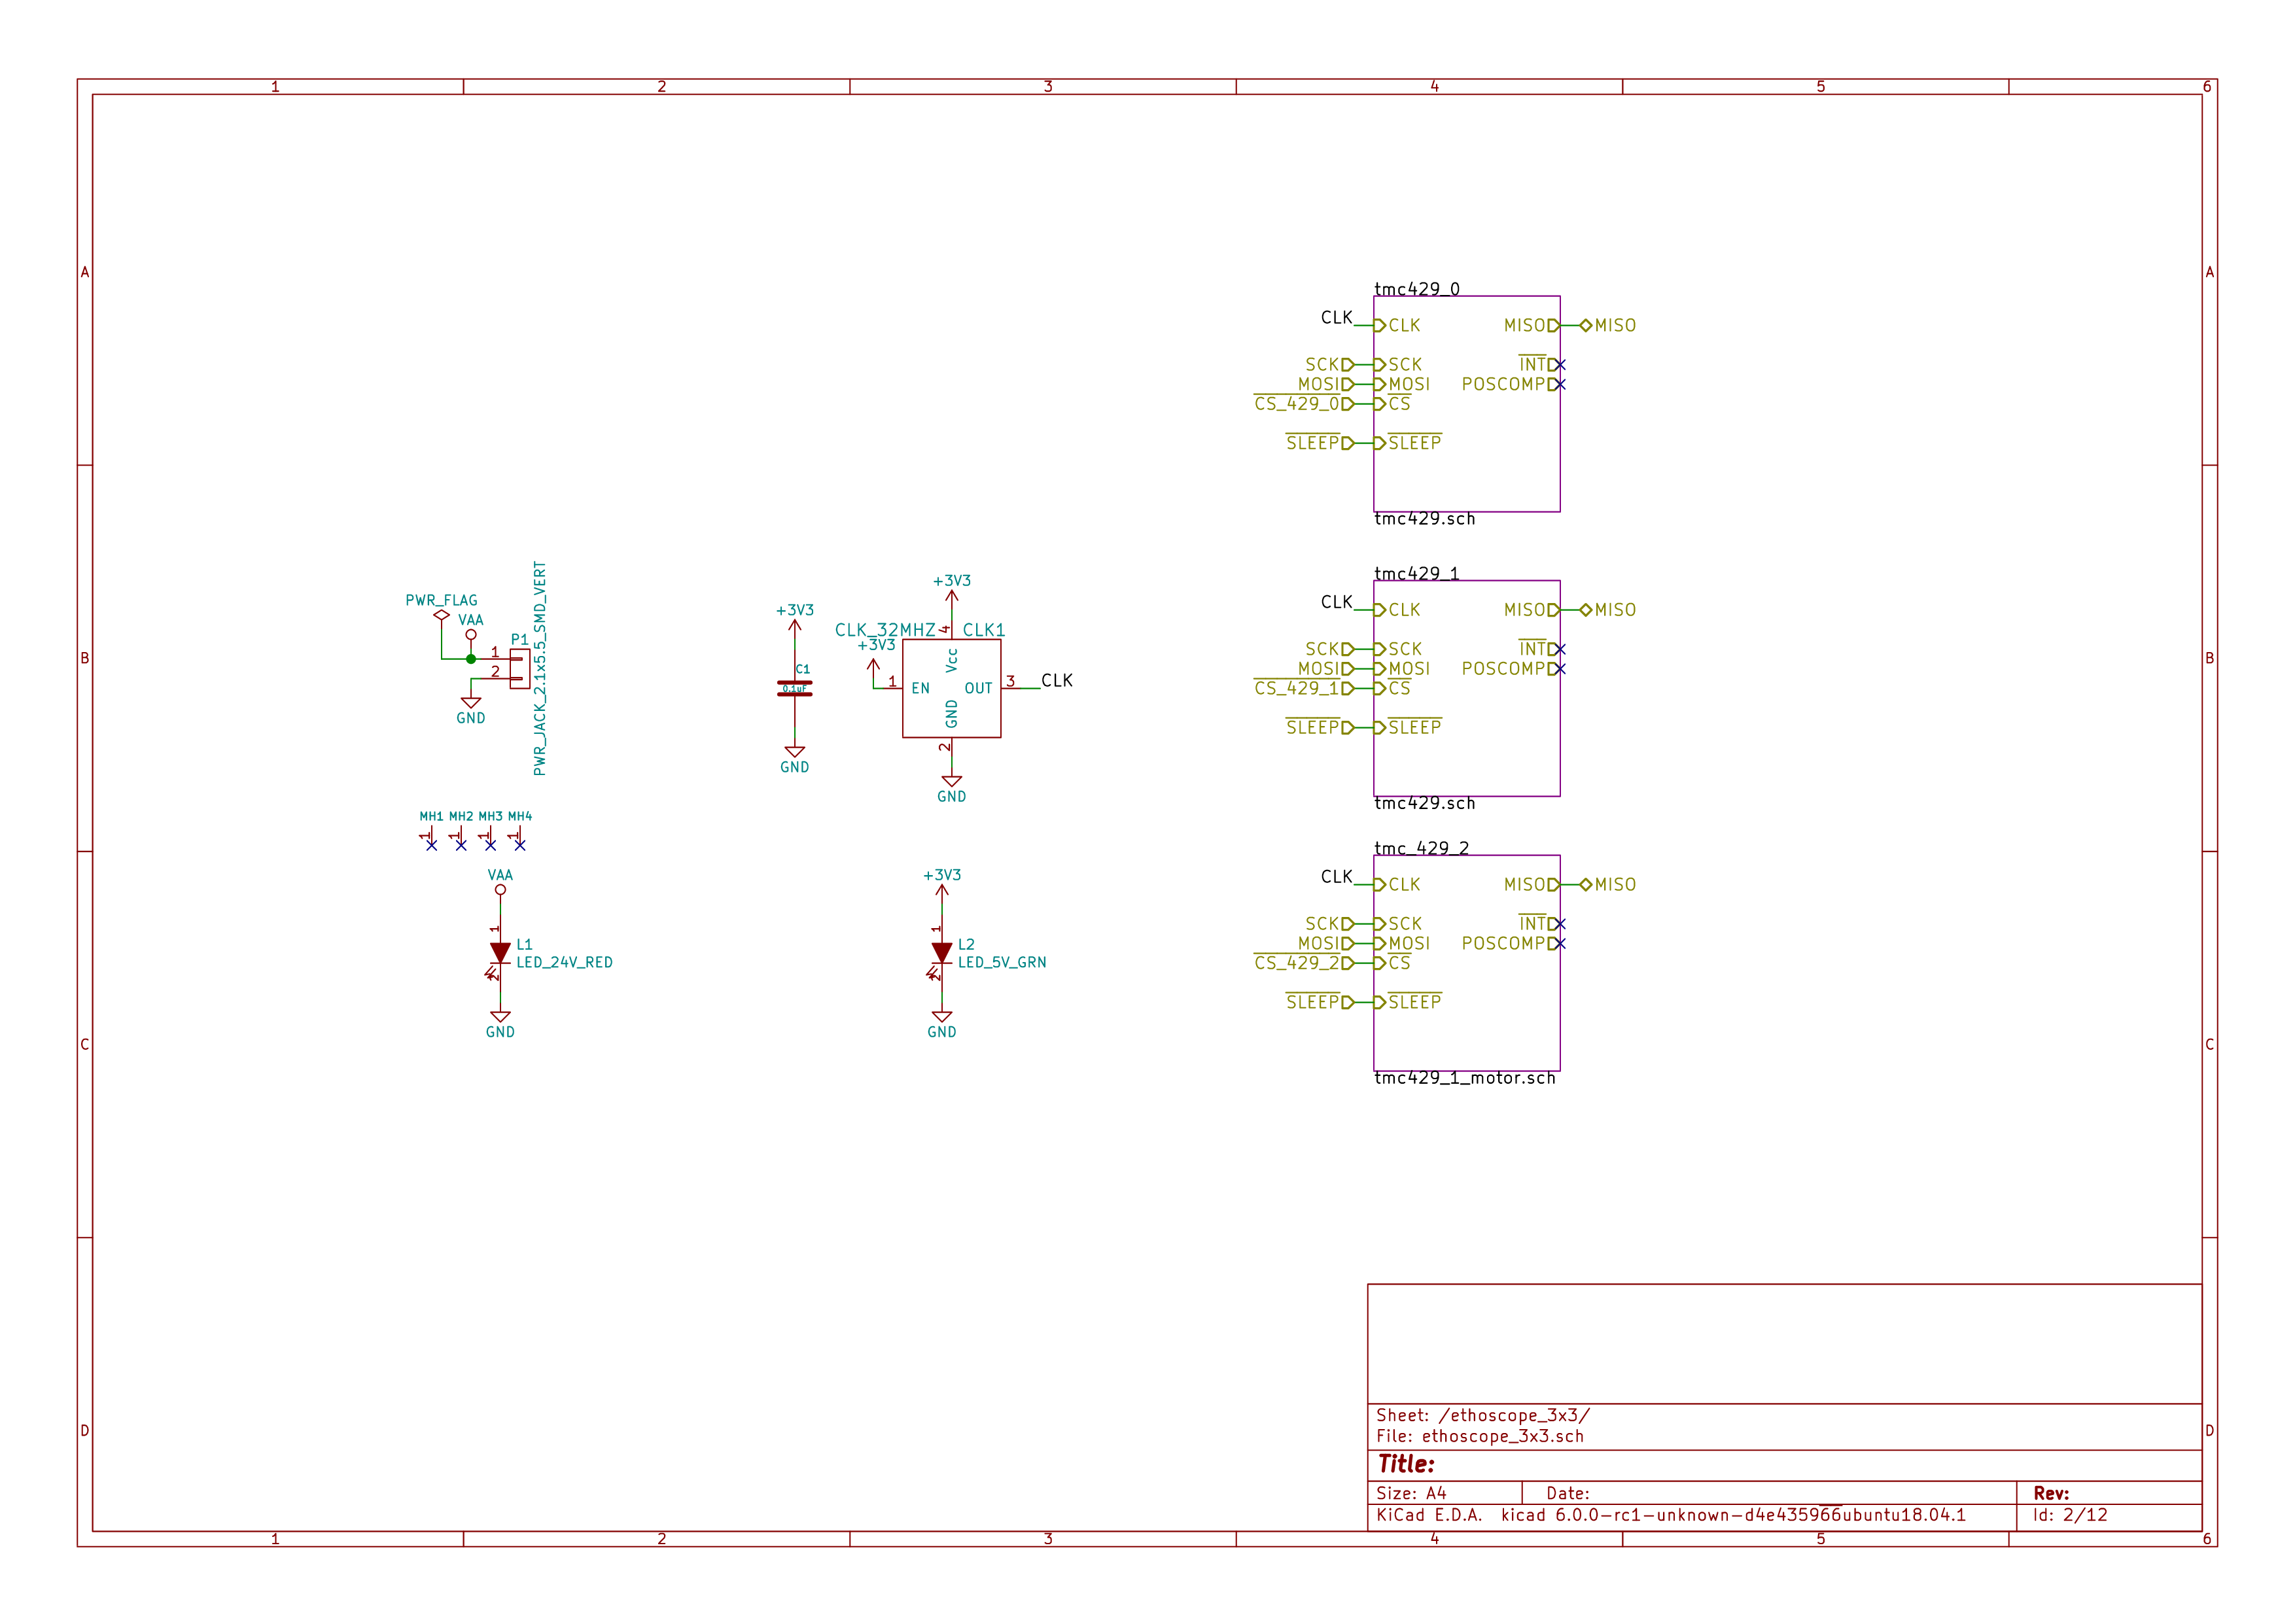 1 2 3 4 5 6
A A
B B
C C
D D
tmc429_0
CLK
CLK MISO MISO
SCK SCK INT
MOSI MOSI POSCOMP
CS_429_0 CS
SLEEP SLEEP
tmc429.sch
tmc429_1
CLK
CLK MISO MISO
SCK SCK INT
MOSI MOSI POSCOMP
CS_429_1 CS
SLEEP SLEEP
tmc429.sch
tmc_429_2
CLK
CLK MISO MISO
SCK SCK INT
MOSI MOSI POSCOMP
CS_429_2 CS
SLEEP SLEEP
tmc429_1_motor.sch
PWR_FLAG
VAA
P1
1
2
GND
PWR_JACK_2.1x5.5_SMD_VERT
+3V3
C1
0.1uF
GND
+3V3
CLK_32MHZ CLK1
+3V3
4
Vcc
1 EN OUT 3 CLK
GND
2
GND
MH1 MH2 MH3 MH4
1 1 1 1
VAA
1
L1
LED_24V_RED
2
GND
+3V3
1
L2
LED_5V_GRN
2
GND
Sheet: /ethoscope_3x3/
File: ethoscope_3x3.sch
Title:
Size: A4 Date: Rev:
KiCad E.D.A. kicad 6.0.0-rc1-unknown-d4e435966ubuntu18.04.1 Id: 2/12
1 2 3 4 5 6